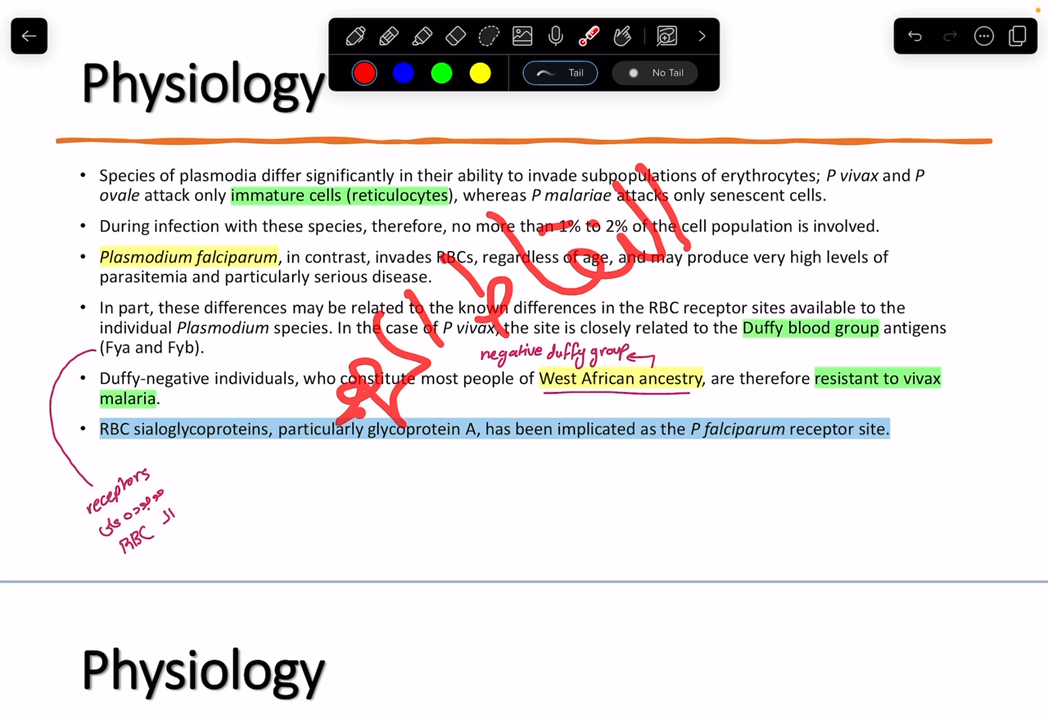 Tail
No Tail
Physiology
• Species of plasmodia differ significantly in their ability to invade subpopulations of erythrocytes; P vivax and P
ovale attack only immature cells (reticulocytes), whereas P malariae attacks only senescent cells.
• During infection with these species, therefore, no more than 1% to 2% of the cell population is involved.
• Plasmodium falciparum, in contrast, invades RBCs, regardless of age, and may produce very high levels of
parasitemia and particularly serious disease.
• In part, these differences may be related to the known differences in the RBC receptor sites available to the
individual Plasmodium species. In the case of P vivax, the site is closely related to the Duffy blood group antigens
(Fya and Fyb).
negative duffy group
• Duffy-negative individuals, who constitute most people of West African ancestry, are therefore resistant to vivax
malaria.
• RBC sialoglycoproteins, particularly glycoprotein A, has been implicated as the P falciparum receptor site.
receptors
موجودة على
ال RBC
Physiology